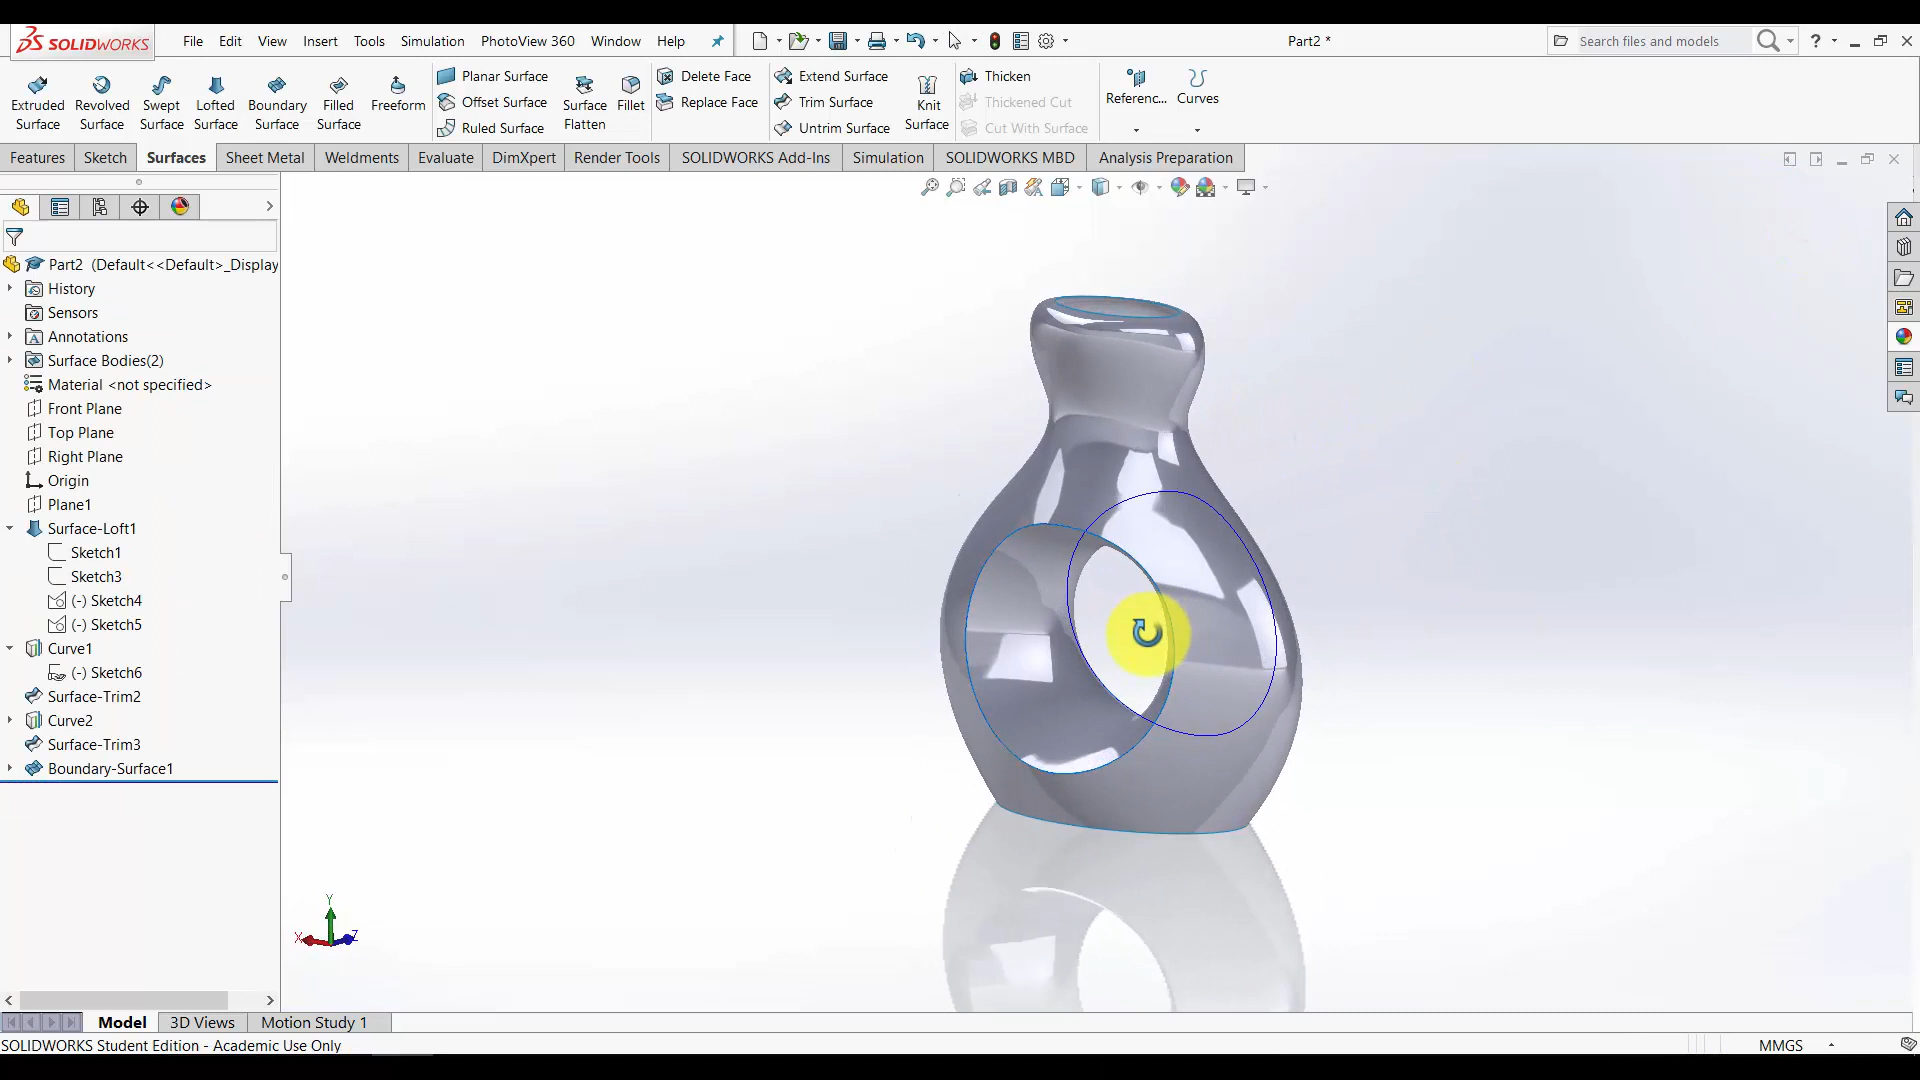 SOLIDWORKS File Edit View Insert Tools Simulation PhotoView 360 Window Help Part2 * Search files and models ?
Extruded Surface Revolved Surface Swept Surface Lofted Surface Boundary Surface Filled Surface Freeform
Planar Surface
Offset Surface
Ruled Surface
Surface Flatten Fillet
Delete Face
Replace Face
Extend Surface
Trim Surface
Untrim Surface
Knit Surface
Thicken
Thickened Cut
Cut With Surface
Referenc... Curves
Features Sketch Surfaces Sheet Metal Weldments Evaluate DimXpert Render Tools SOLIDWORKS Add-Ins Simulation SOLIDWORKS MBD Analysis Preparation
Part2 (Default<<Default>_Display
History
Sensors
Annotations
Surface Bodies(2)
Material <not specified>
Front Plane
Top Plane
Right Plane
Origin
Plane1
Surface-Loft1
Sketch1
Sketch3
(-) Sketch4
(-) Sketch5
Curve1
(-) Sketch6
Surface-Trim2
Curve2
Surface-Trim3
Boundary-Surface1
Y
X Z
Model 3D Views Motion Study 1
SOLIDWORKS Student Edition - Academic Use Only MMGS